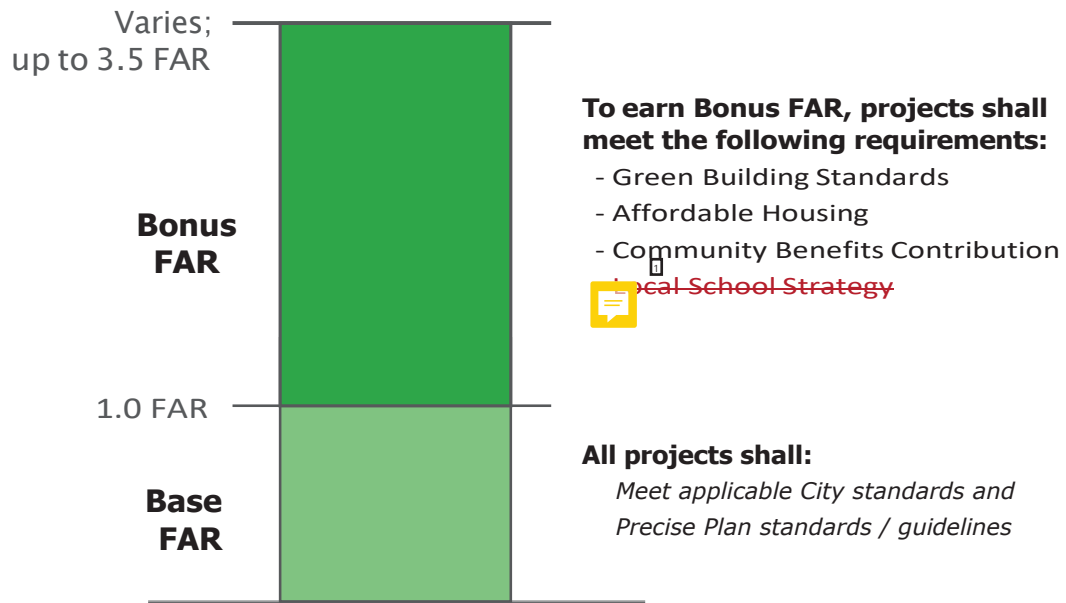 Varies;
up to 3.5 FAR
To earn Bonus FAR, projects shall
meet the following requirements:
- Green Building Standards
- Affordable Housing
- Community Benefits Contribution
1
Local School Strategy
Bonus
FAR
1.0 FAR
Base
FAR
All projects shall:
Meet applicable City standards and
Precise Plan standards / guidelines